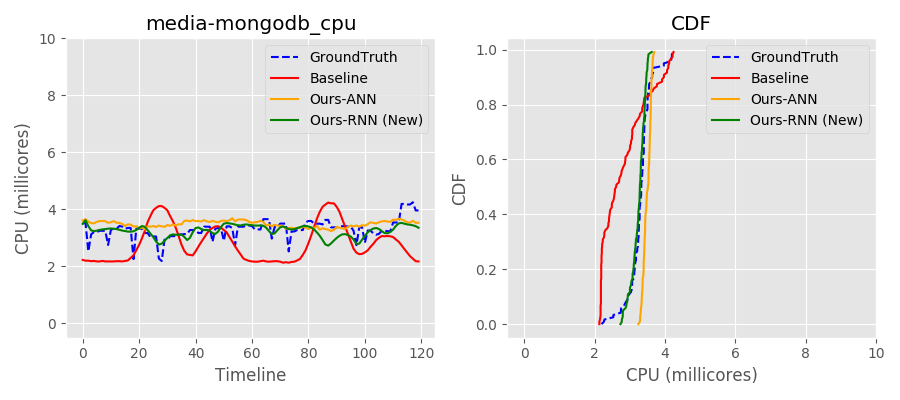 media-mongodb_cpu
CPU (millicores)
10
8
6
4
2
0
GroundTruth
Baseline
Ours-ANN
Ours-RNN (New)
0 20 40 60 80 100 120
Timeline
CDF
CDF
1.0
0.8
0.6
0.4
0.2
0.0
GroundTruth
Baseline
Ours-ANN
Ours-RNN (New)
0 2 4 6 8 10
CPU (millicores)